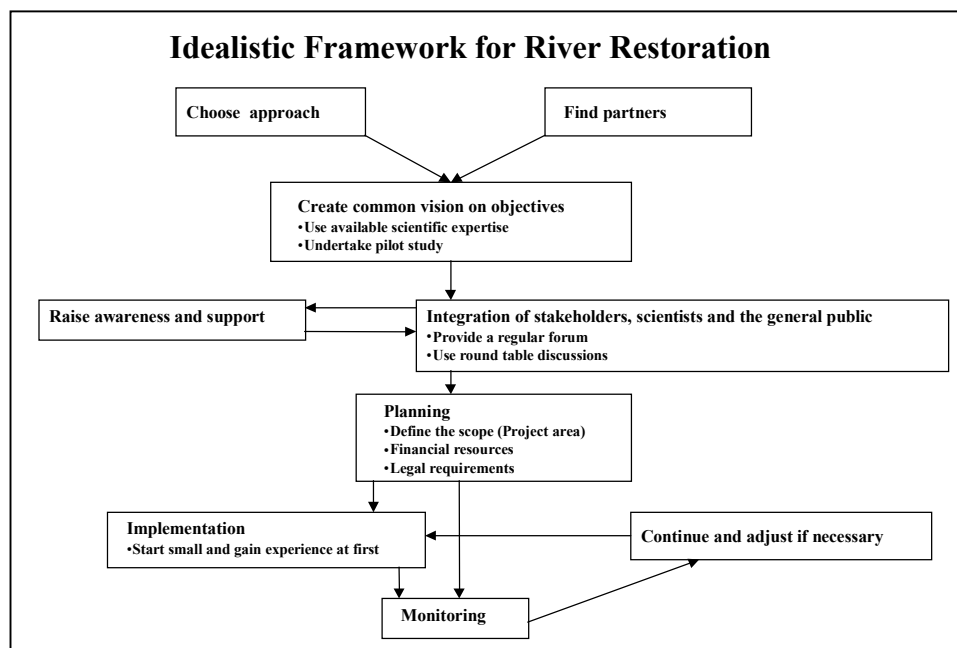 Idealistic Framework for River Restoration
Choose approach
Find partners
Create common vision on objectives
•Use available scientific expertise
•Undertake pilot study
Raise awareness and support
Integration of stakeholders, scientists and the general public
•Provide a regular forum
•Use round table discussions
Planning
•Define the scope (Project area)
•Financial resources
•Legal requirements
Implementation
•Start small and gain experience at first
Continue and adjust if necessary
Monitoring